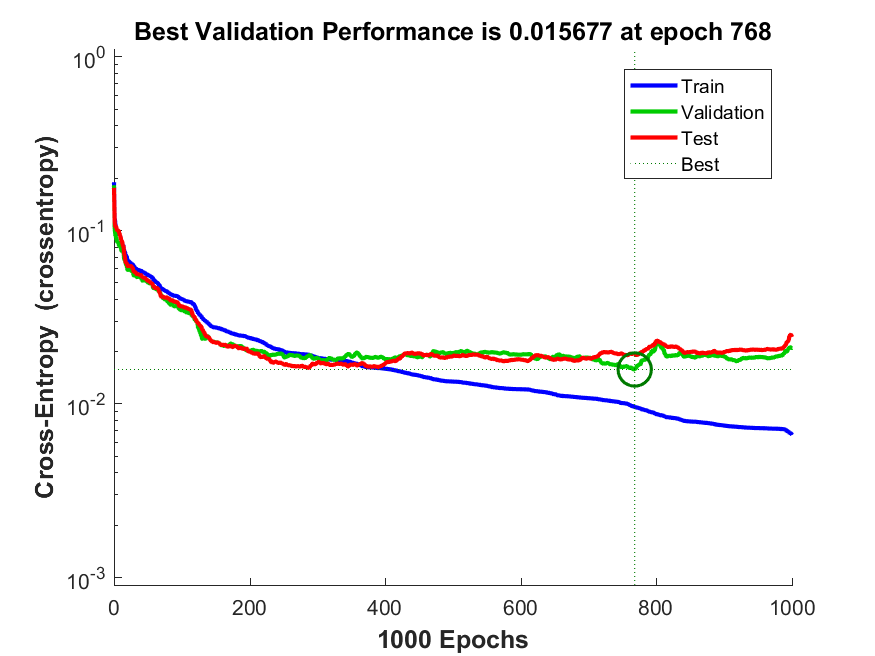 Best Validation Performance is 0.015677 at epoch 768
Cross-Entropy (crossentropy)
10^0
10^-1
10^-2
10^-3
Train
Validation
Test
Best
0 200 400 600 800 1000
1000 Epochs